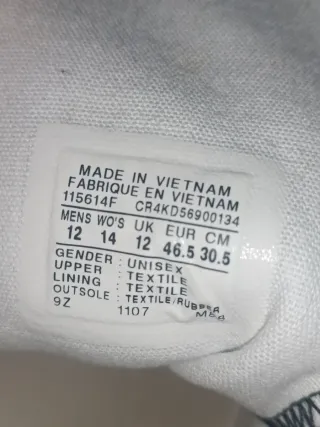 MADE IN VIETNAM
FABRIQUE EN VIETNAM
115614F CR4KD56900134
MENS WO'S UK EUR CM
12 14 12 46.5 30.5
GENDER : UNISEX
UPPER : TEXTILE
LINING : TEXTILE
OUTSOLE : TEXTILE/RUBBER
9Z 1107